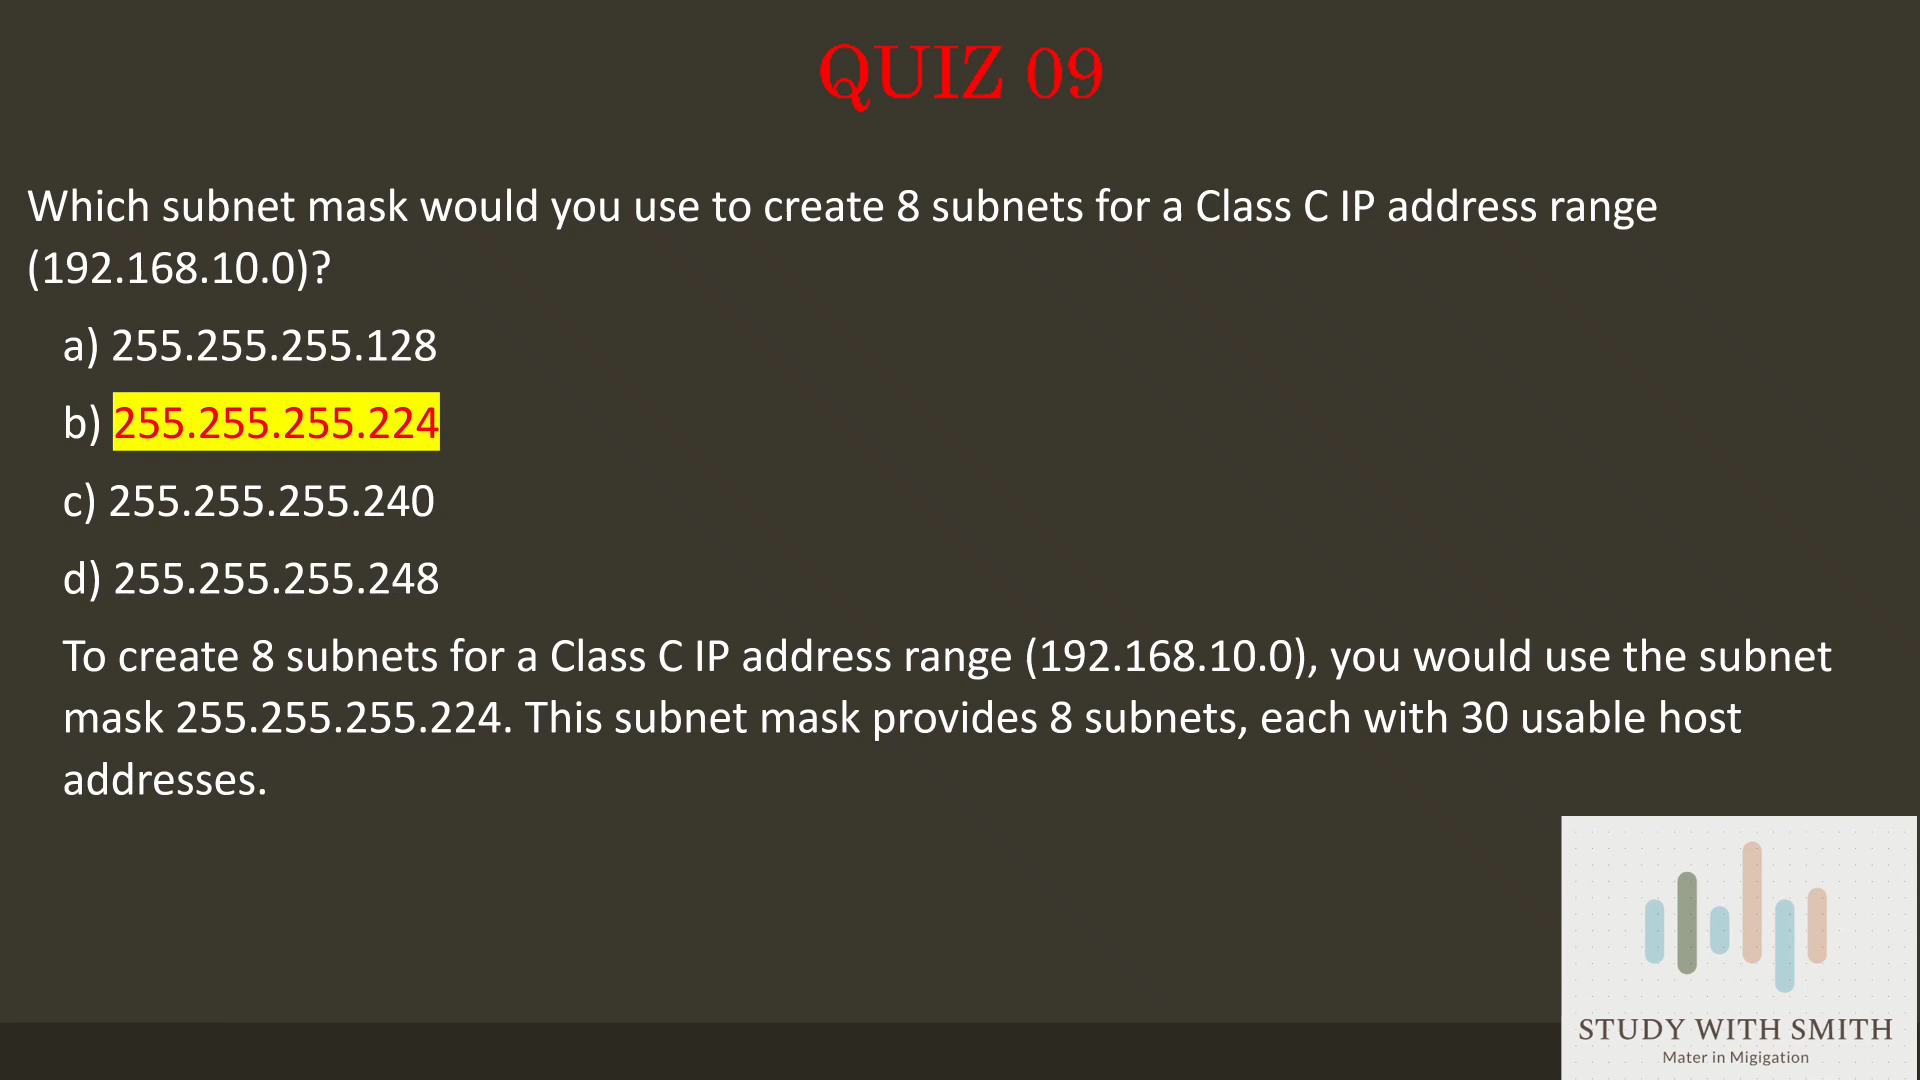 QUIZ 09
Which subnet mask would you use to create 8 subnets for a Class C IP address range
(192.168.10.0)?
a) 255.255.255.128
b) 255.255.255.224
c) 255.255.255.240
d) 255.255.255.248
To create 8 subnets for a Class C IP address range (192.168.10.0), you would use the subnet
mask 255.255.255.224. This subnet mask provides 8 subnets, each with 30 usable host
addresses.
STUDY WITH SMITH
Mater in Migigation